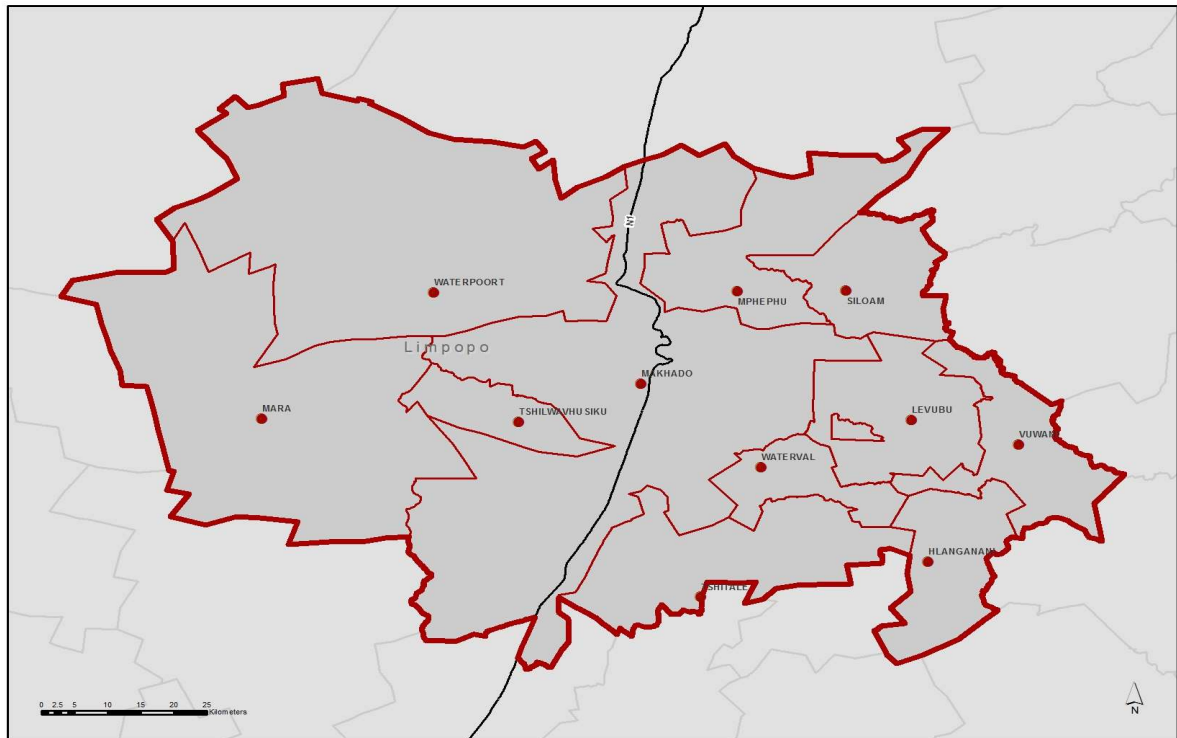 N1
WATERPOORT
MPHEPHU
SILOAM
Limpopo
MAKHADO
MARA
TSHILWAVHUSIKU
LEVUBU
VUWANI
WATERVAL
HLANGANANI
TSHITALE
0 2.5 5 10 15 20 25
Kilometers
N